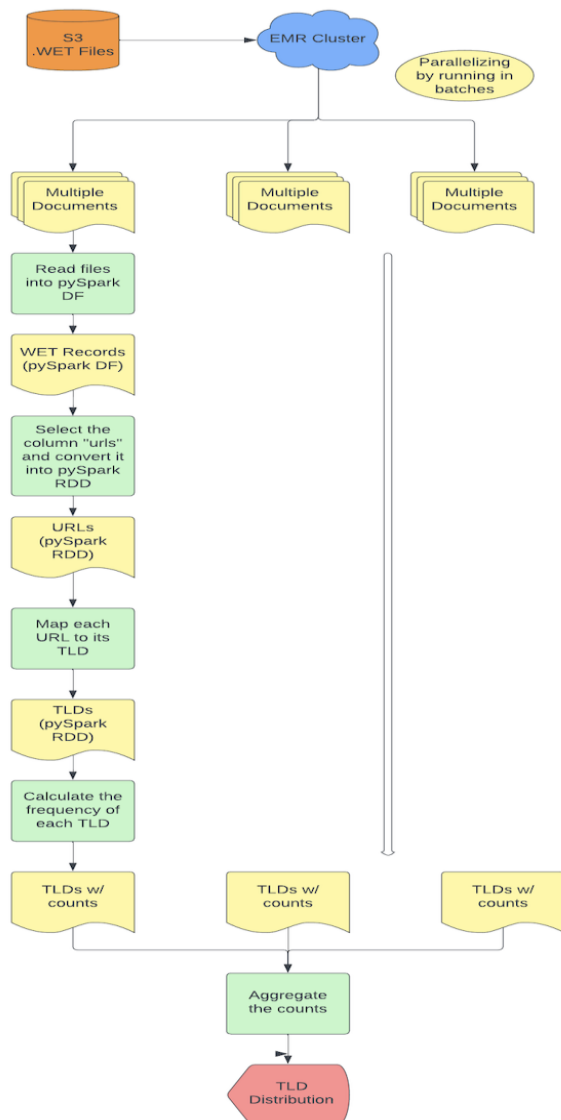 S3
.WET Files
EMR Cluster
Parallelizing
by running in
batches
Multiple
Documents
Multiple
Documents
Multiple
Documents
Read files
into pySpark
DF
WET Records
(pySpark DF)
Select the
column "urls"
and convert it
into pySpark
RDD
URLs
(pySpark
RDD)
Map each
URL to its
TLD
TLDs
(pySpark
RDD)
Calculate the
frequency of
each TLD
TLDs w/
counts
TLDs w/
counts
TLDs w/
counts
Aggregate
the counts
TLD
Distribution